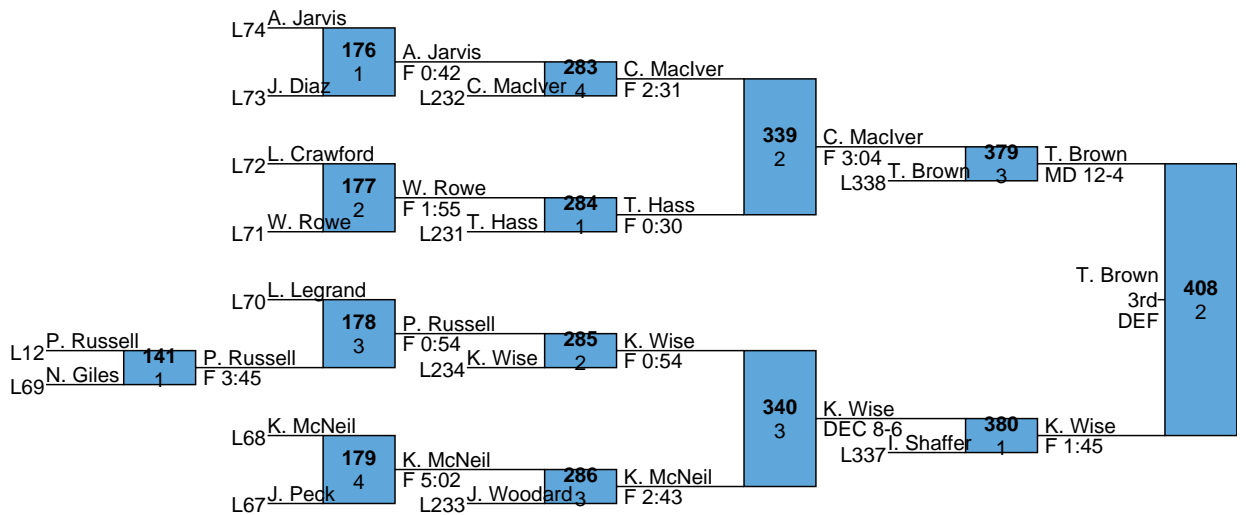 A. Jarvis
L74
176
1
A. Jarvis
F 0:42
J. Diaz
L73
283
4
C. MacIver
L232
C. MacIver
F 2:31
339
2
L. Crawford
L72
177
2
W. Rowe
F 1:55
W. Rowe
L71
284
1
T. Hass
L231
T. Hass
F 0:30
C. MacIver
F 3:04
379
3
T. Brown
L338
T. Brown
MD 12-4
L. Legrand
L70
178
3
P. Russell
F 0:54
P. Russell
L12
141
1
N. Giles
L69
P. Russell
F 3:45
285
2
K. Wise
L234
K. Wise
F 0:54
T. Brown
3rd
DEF
408
2
340
3
K. McNeil
L68
179
4
K. McNeil
F 5:02
J. Peck
L67
286
3
J. Woodard
L233
K. McNeil
F 2:43
K. Wise
DEC 8-6
380
1
I. Shaffer
L337
K. Wise
F 1:45